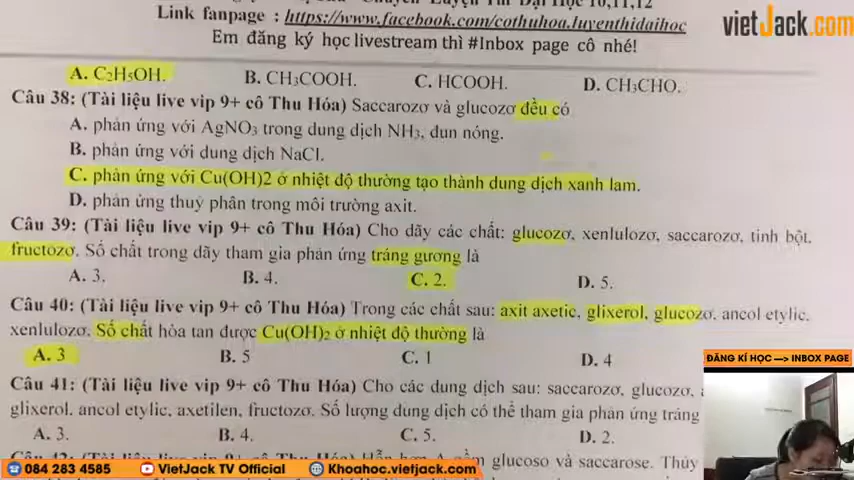 Link fanpage : https://www.facebook.com/cothuhoa.luyenthidaihoc
Em đăng ký học livestream thì #Inbox page cô nhé!
vietJack.com
A. C2H5OH. B. CH3COOH. C. HCOOH. D. CH3CHO.
Câu 38: (Tài liệu live vip 9+ cô Thu Hóa) Saccarozơ và glucozơ đều có
A. phản ứng với AgNO3 trong dung dịch NH3, đun nóng.
B. phản ứng với dung dịch NaCl.
C. phản ứng với Cu(OH)2 ở nhiệt độ thường tạo thành dung dịch xanh lam.
D. phản ứng thuỷ phân trong môi trường axit.
Câu 39: (Tài liệu live vip 9+ cô Thu Hóa) Cho dãy các chất: glucozơ, xenlulozơ, saccarozơ, tinh bột,
fructozơ. Số chất trong dãy tham gia phản ứng tráng gương là
A. 3. B. 4. C. 2. D. 5.
Câu 40: (Tài liệu live vip 9+ cô Thu Hóa) Trong các chất sau: axit axetic, glixerol, glucozơ, ancol etylic,
xenlulozơ. Số chất hòa tan được Cu(OH)2 ở nhiệt độ thường là
A. 3 B. 5 C. 1 D. 4
ĐĂNG KÍ HỌC —> INBOX PAGE
Câu 41: (Tài liệu live vip 9+ cô Thu Hóa) Cho các dung dịch sau: saccarozơ, glucozơ,
glixerol, ancol etylic, axetilen, fructozơ. Số lượng dung dịch có thể tham gia phản ứng tráng
A. 3. B. 4. C. 5. D. 2.
glucoso và saccarose. Thủy
084 283 4585 VietJack TV Official Khoahoc.vietjack.com